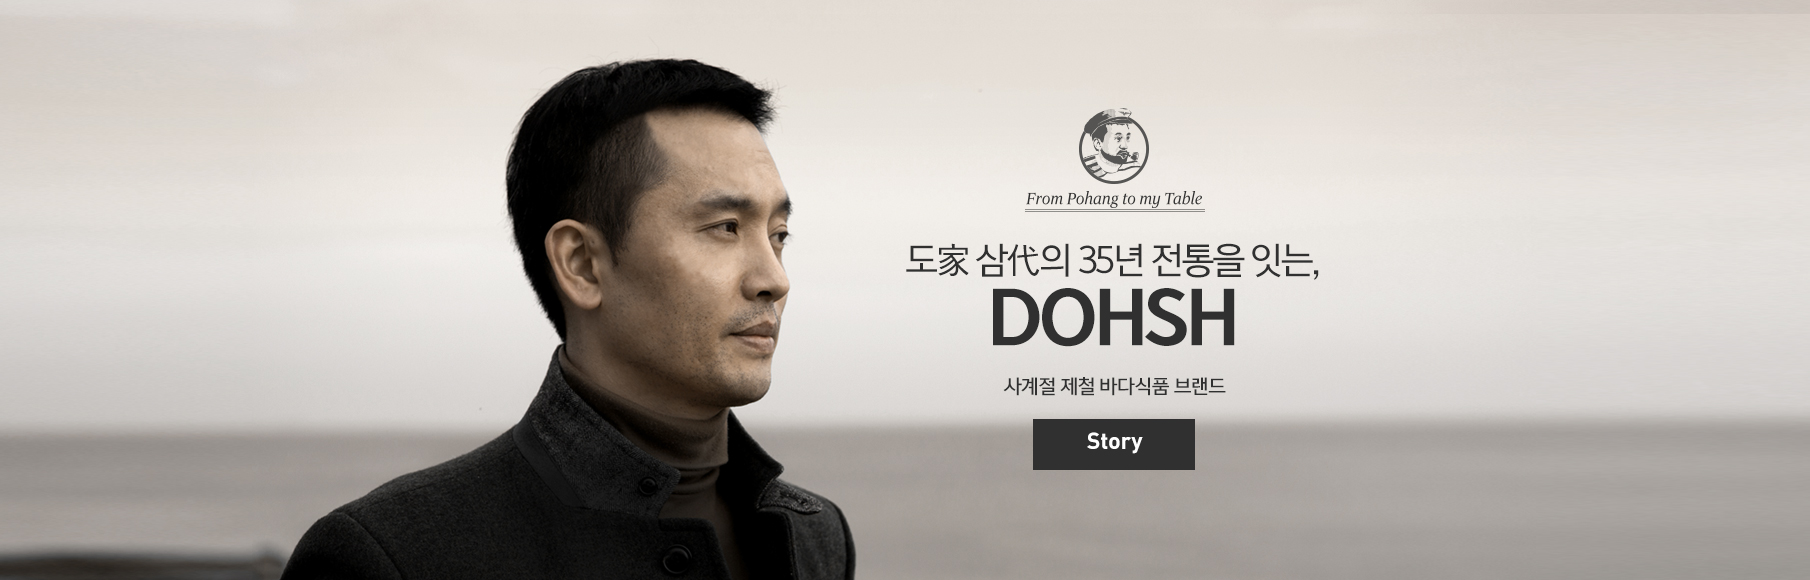 From Pohang to my Table
도家 삼代의 35년 전통을 잇는,
DOHSH
사계절 제철 바다식품 브랜드
Story